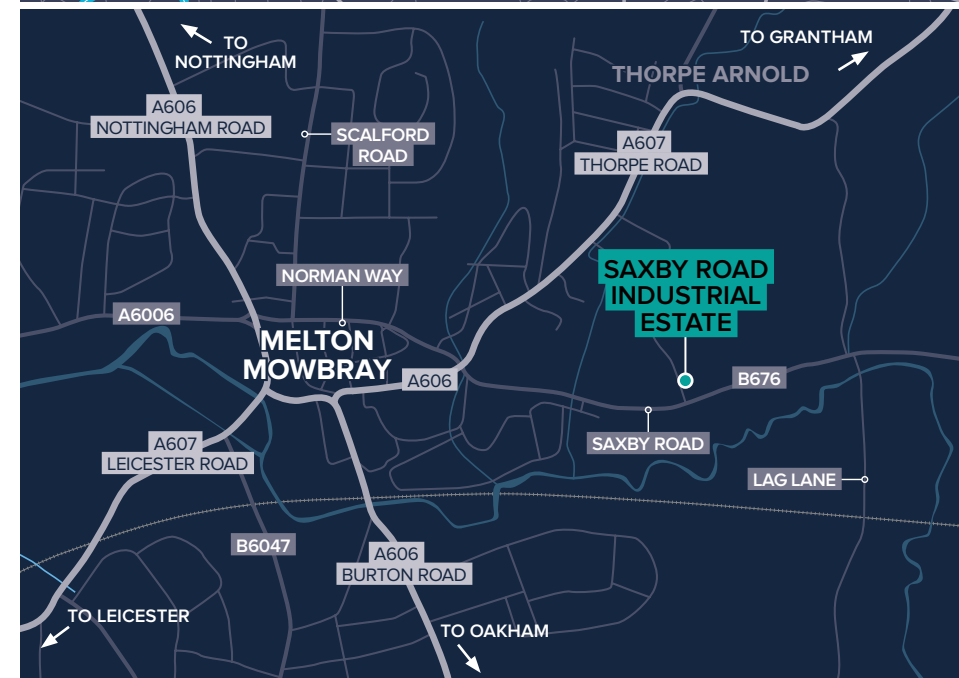 TO
NOTTINGHAM
TO GRANTHAM
THORPE ARNOLD
A606
NOTTINGHAM ROAD
SCALFORD
ROAD
A607
THORPE ROAD
SAXBY ROAD
INDUSTRIAL
ESTATE
NORMAN WAY
A6006
MELTON
MOWBRAY
A606
B676
SAXBY ROAD
A607
LEICESTER ROAD
LAG LANE
B6047
A606
BURTON ROAD
TO LEICESTER
TO OAKHAM